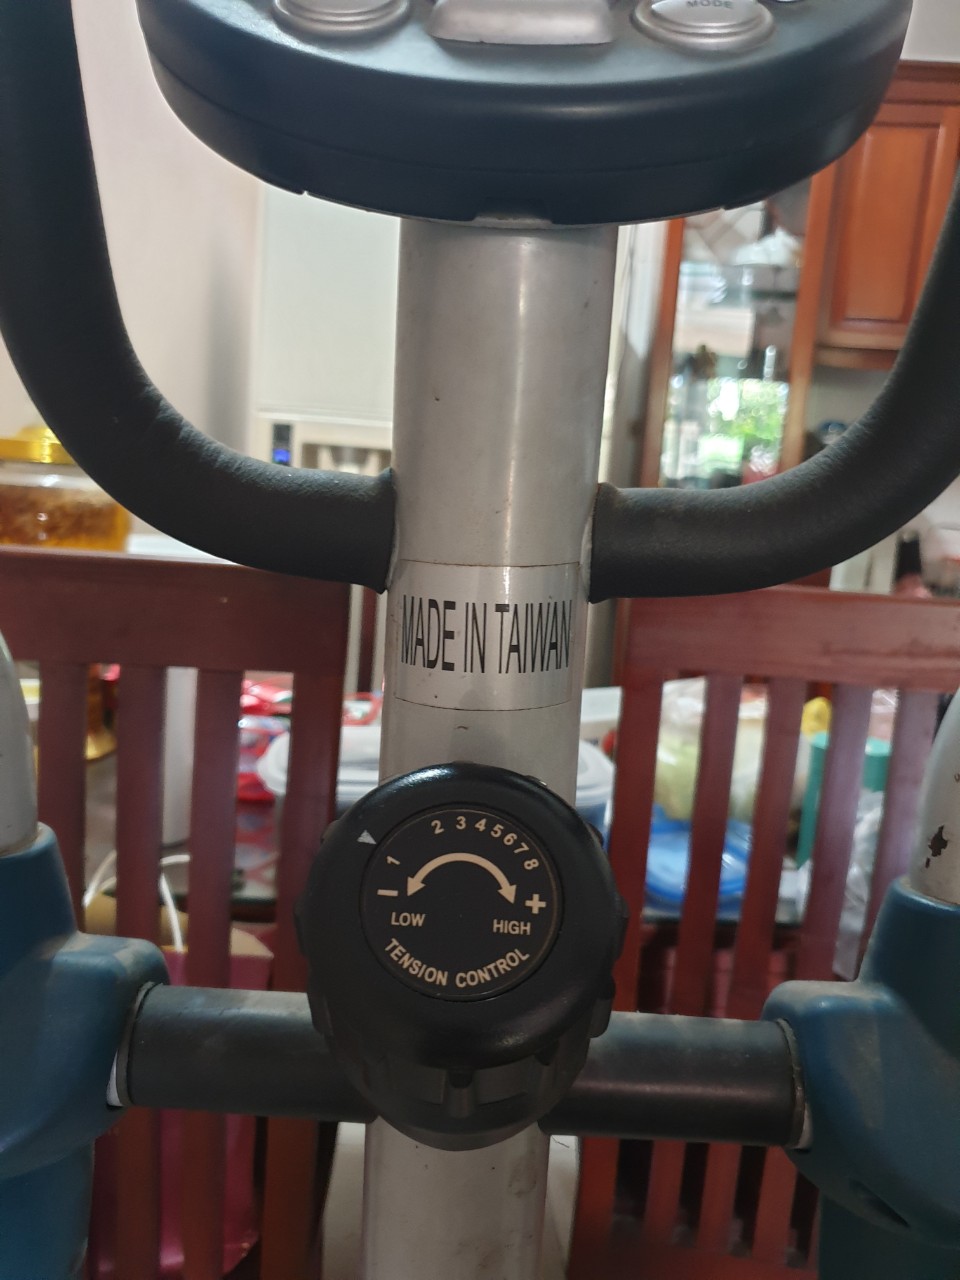 MODE
MADE IN TAIWAN
1 2 3 4 5 6 7 8
- +
LOW HIGH
TENSION CONTROL